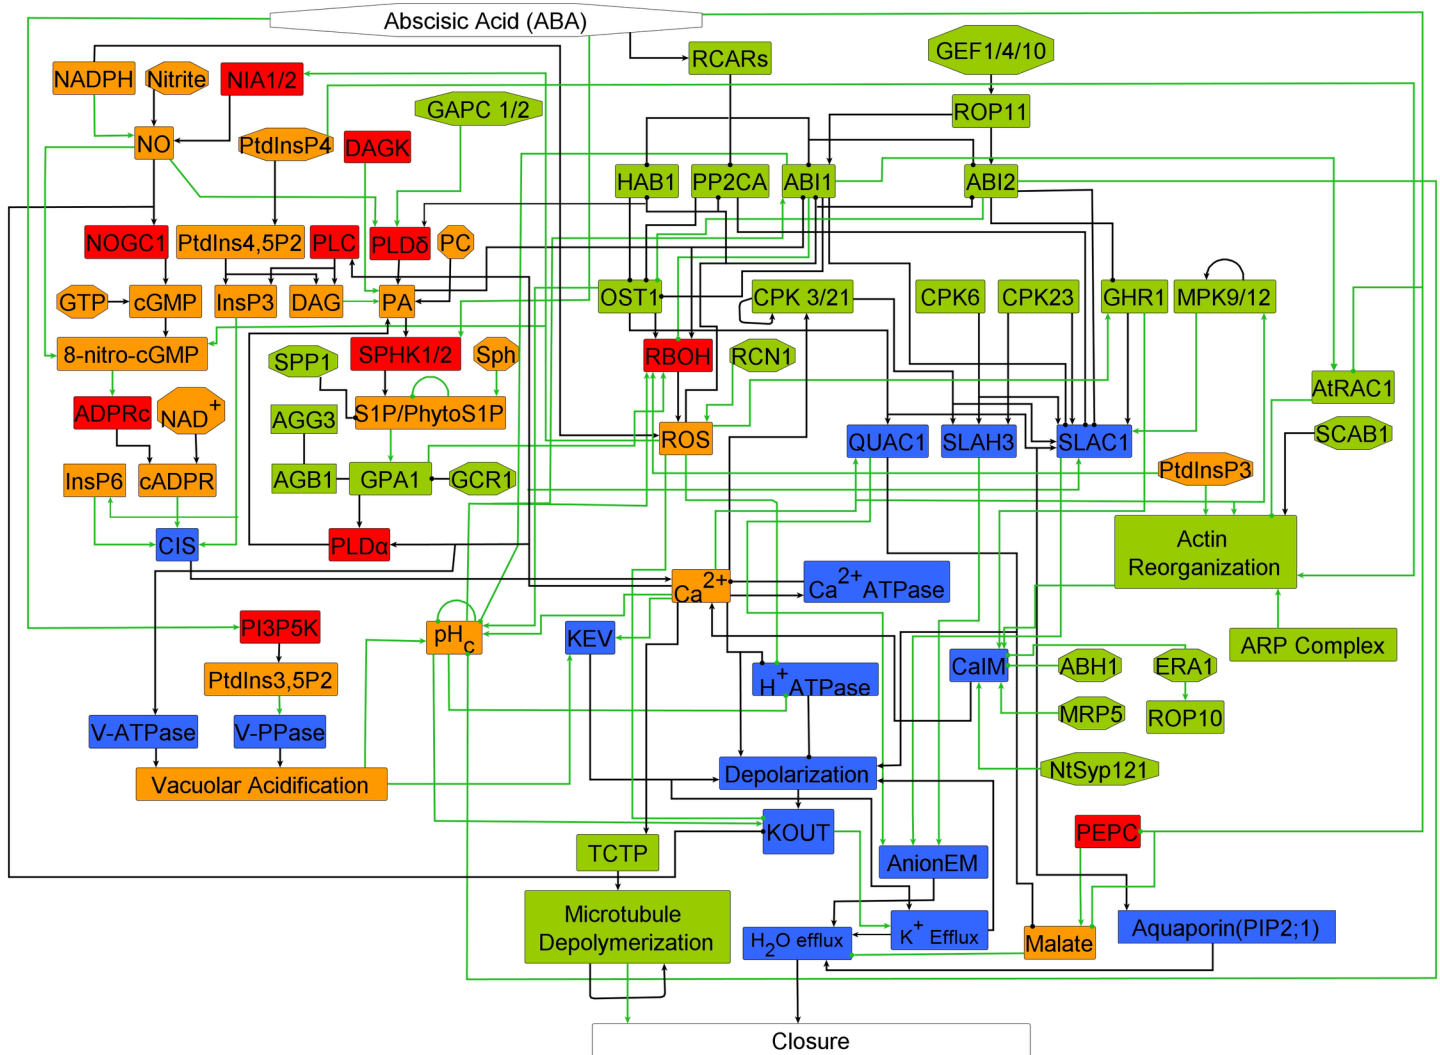 Abscisic Acid (ABA)
GEF1/4/10
RCARs
NADPH
Nitrite
NIA1/2
GAPC 1/2
ROP11
NO
PtdInsP4
DAGK
HAB1
PP2CA
ABI1
ABI2
NOGC1
PtdIns4,5P2
PLC
PLDδ
PC
GTP
cGMP
InsP3
DAG
PA
OST1
CPK 3/21
CPK6
CPK23
GHR1
MPK9/12
8-nitro-cGMP
SPP1
SPHK1/2
Sph
RBOH
RCN1
AtRAC1
ADPRc
NAD+
AGG3
S1P/PhytoS1P
ROS
QUAC1
SLAH3
SLAC1
SCAB1
InsP6
cADPR
AGB1
GPA1
GCR1
PtdInsP3
CIS
PLDα
Actin
Reorganization
Ca2+
Ca2+ATPase
PI3P5K
pHc
KEV
ARP Complex
PtdIns3,5P2
H+ATPase
CaIM
ABH1
ERA1
V-ATPase
V-PPase
MRP5
ROP10
Vacuolar Acidification
Depolarization
NtSyp121
KOUT
PEPC
TCTP
AnionEM
Microtubule
Depolymerization
H2O efflux
K+ Efflux
Malate
Aquaporin(PIP2;1)
Closure